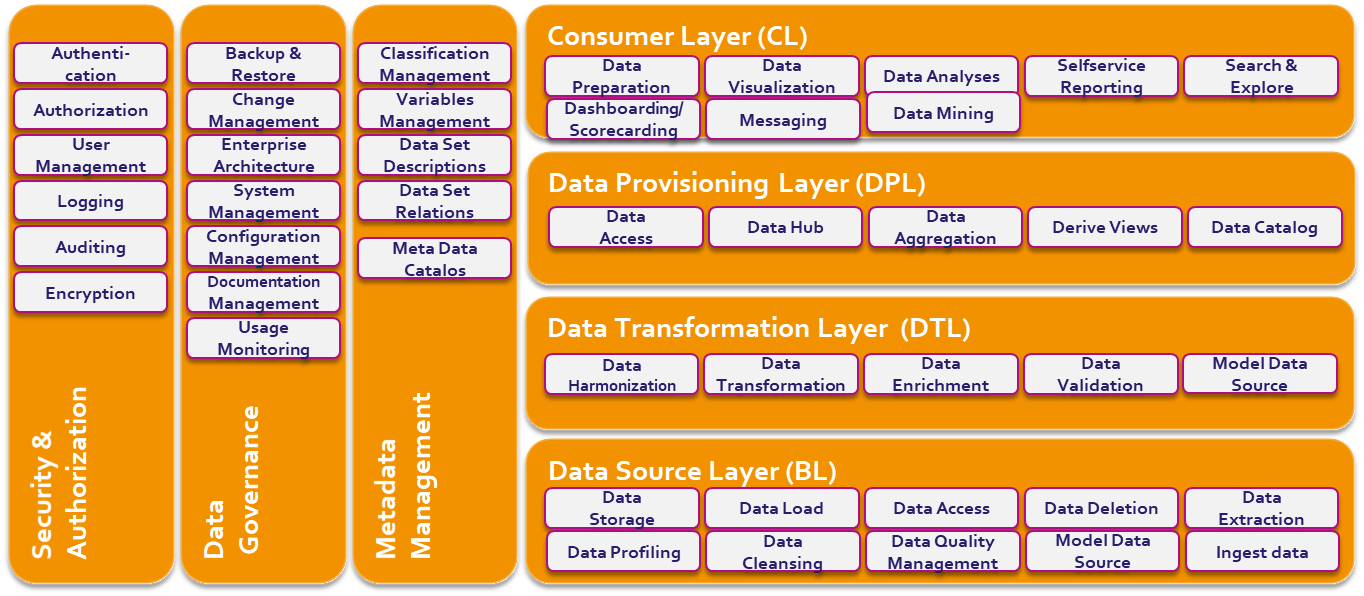 Authenti-
cation
Authorization
User
Management
Logging
Auditing
Encryption
Security &
Authorization
Backup &
Restore
Change
Management
Enterprise
Architecture
System
Management
Configuration
Management
Documentation
Management
Usage
Monitoring
Data
Governance
Classification
Management
Variables
Management
Data Set
Descriptions
Data Set
Relations
Meta Data
Catalos
Metadata
Management
Consumer Layer (CL)
Data
Preparation
Data
Visualization
Data Analyses
Selfservice
Reporting
Search &
Explore
Dashboarding/
Scorecarding
Messaging
Data Mining
Data Provisioning Layer (DPL)
Data
Access
Data Hub
Data
Aggregation
Derive Views
Data Catalog
Data Transformation Layer (DTL)
Data
Harmonization
Data
Transformation
Data
Enrichment
Data
Validation
Model Data
Source
Data Source Layer (BL)
Data
Storage
Data Load
Data Access
Data Deletion
Data
Extraction
Data Profiling
Data
Cleansing
Data Quality
Management
Model Data
Source
Ingest data